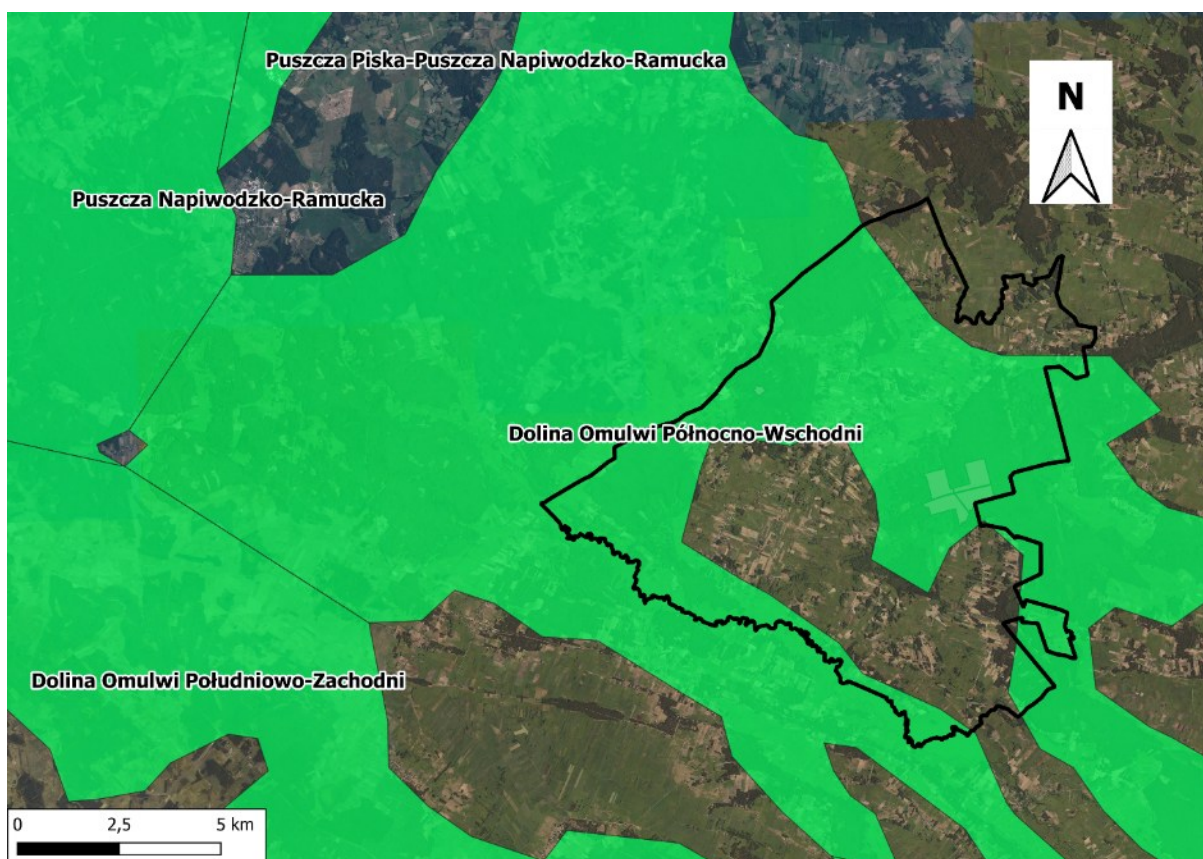 Puszcza Piska-Puszcza Napiwodzko-Ramucka
N
Puszcza Napiwodzko-Ramucka
Dolina Omulwi Północno-Wschodni
Dolina Omulwi Południowo-Zachodni
0 2,5 5 km